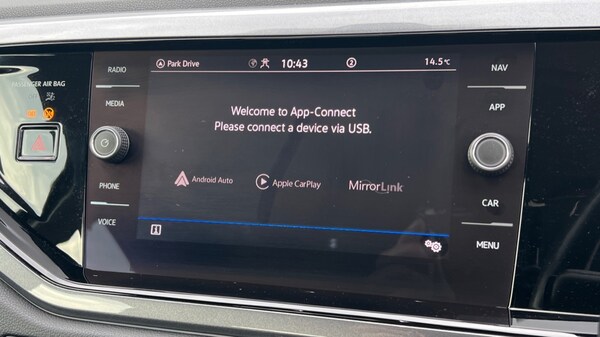 PASSENGER AIR BAG
RADIO
MEDIA
PHONE
VOICE
Park Drive
10:43
2
14.5°C
Welcome to App-Connect
Please connect a device via USB.
Android Auto
Apple CarPlay
MirrorLink
NAV
APP
CAR
MENU